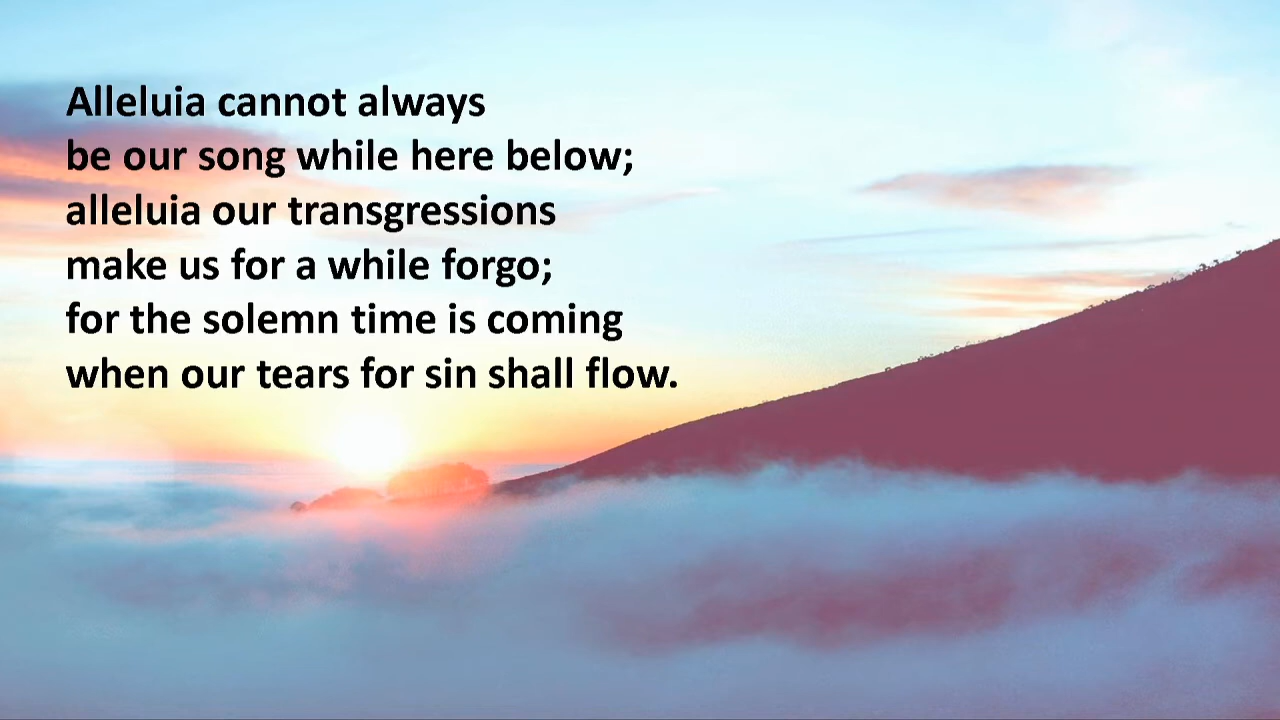 Alleluia cannot always
be our song while here below;
alleluia our transgressions
make us for a while forgo;
for the solemn time is coming
when our tears for sin shall flow.